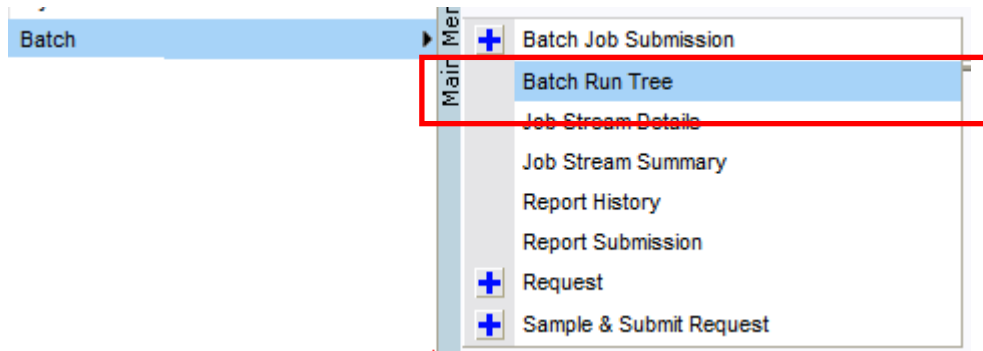 Batch
Main Men
Batch Job Submission
Batch Run Tree
Job Stream Details
Job Stream Summary
Report History
Report Submission
Request
Sample & Submit Request